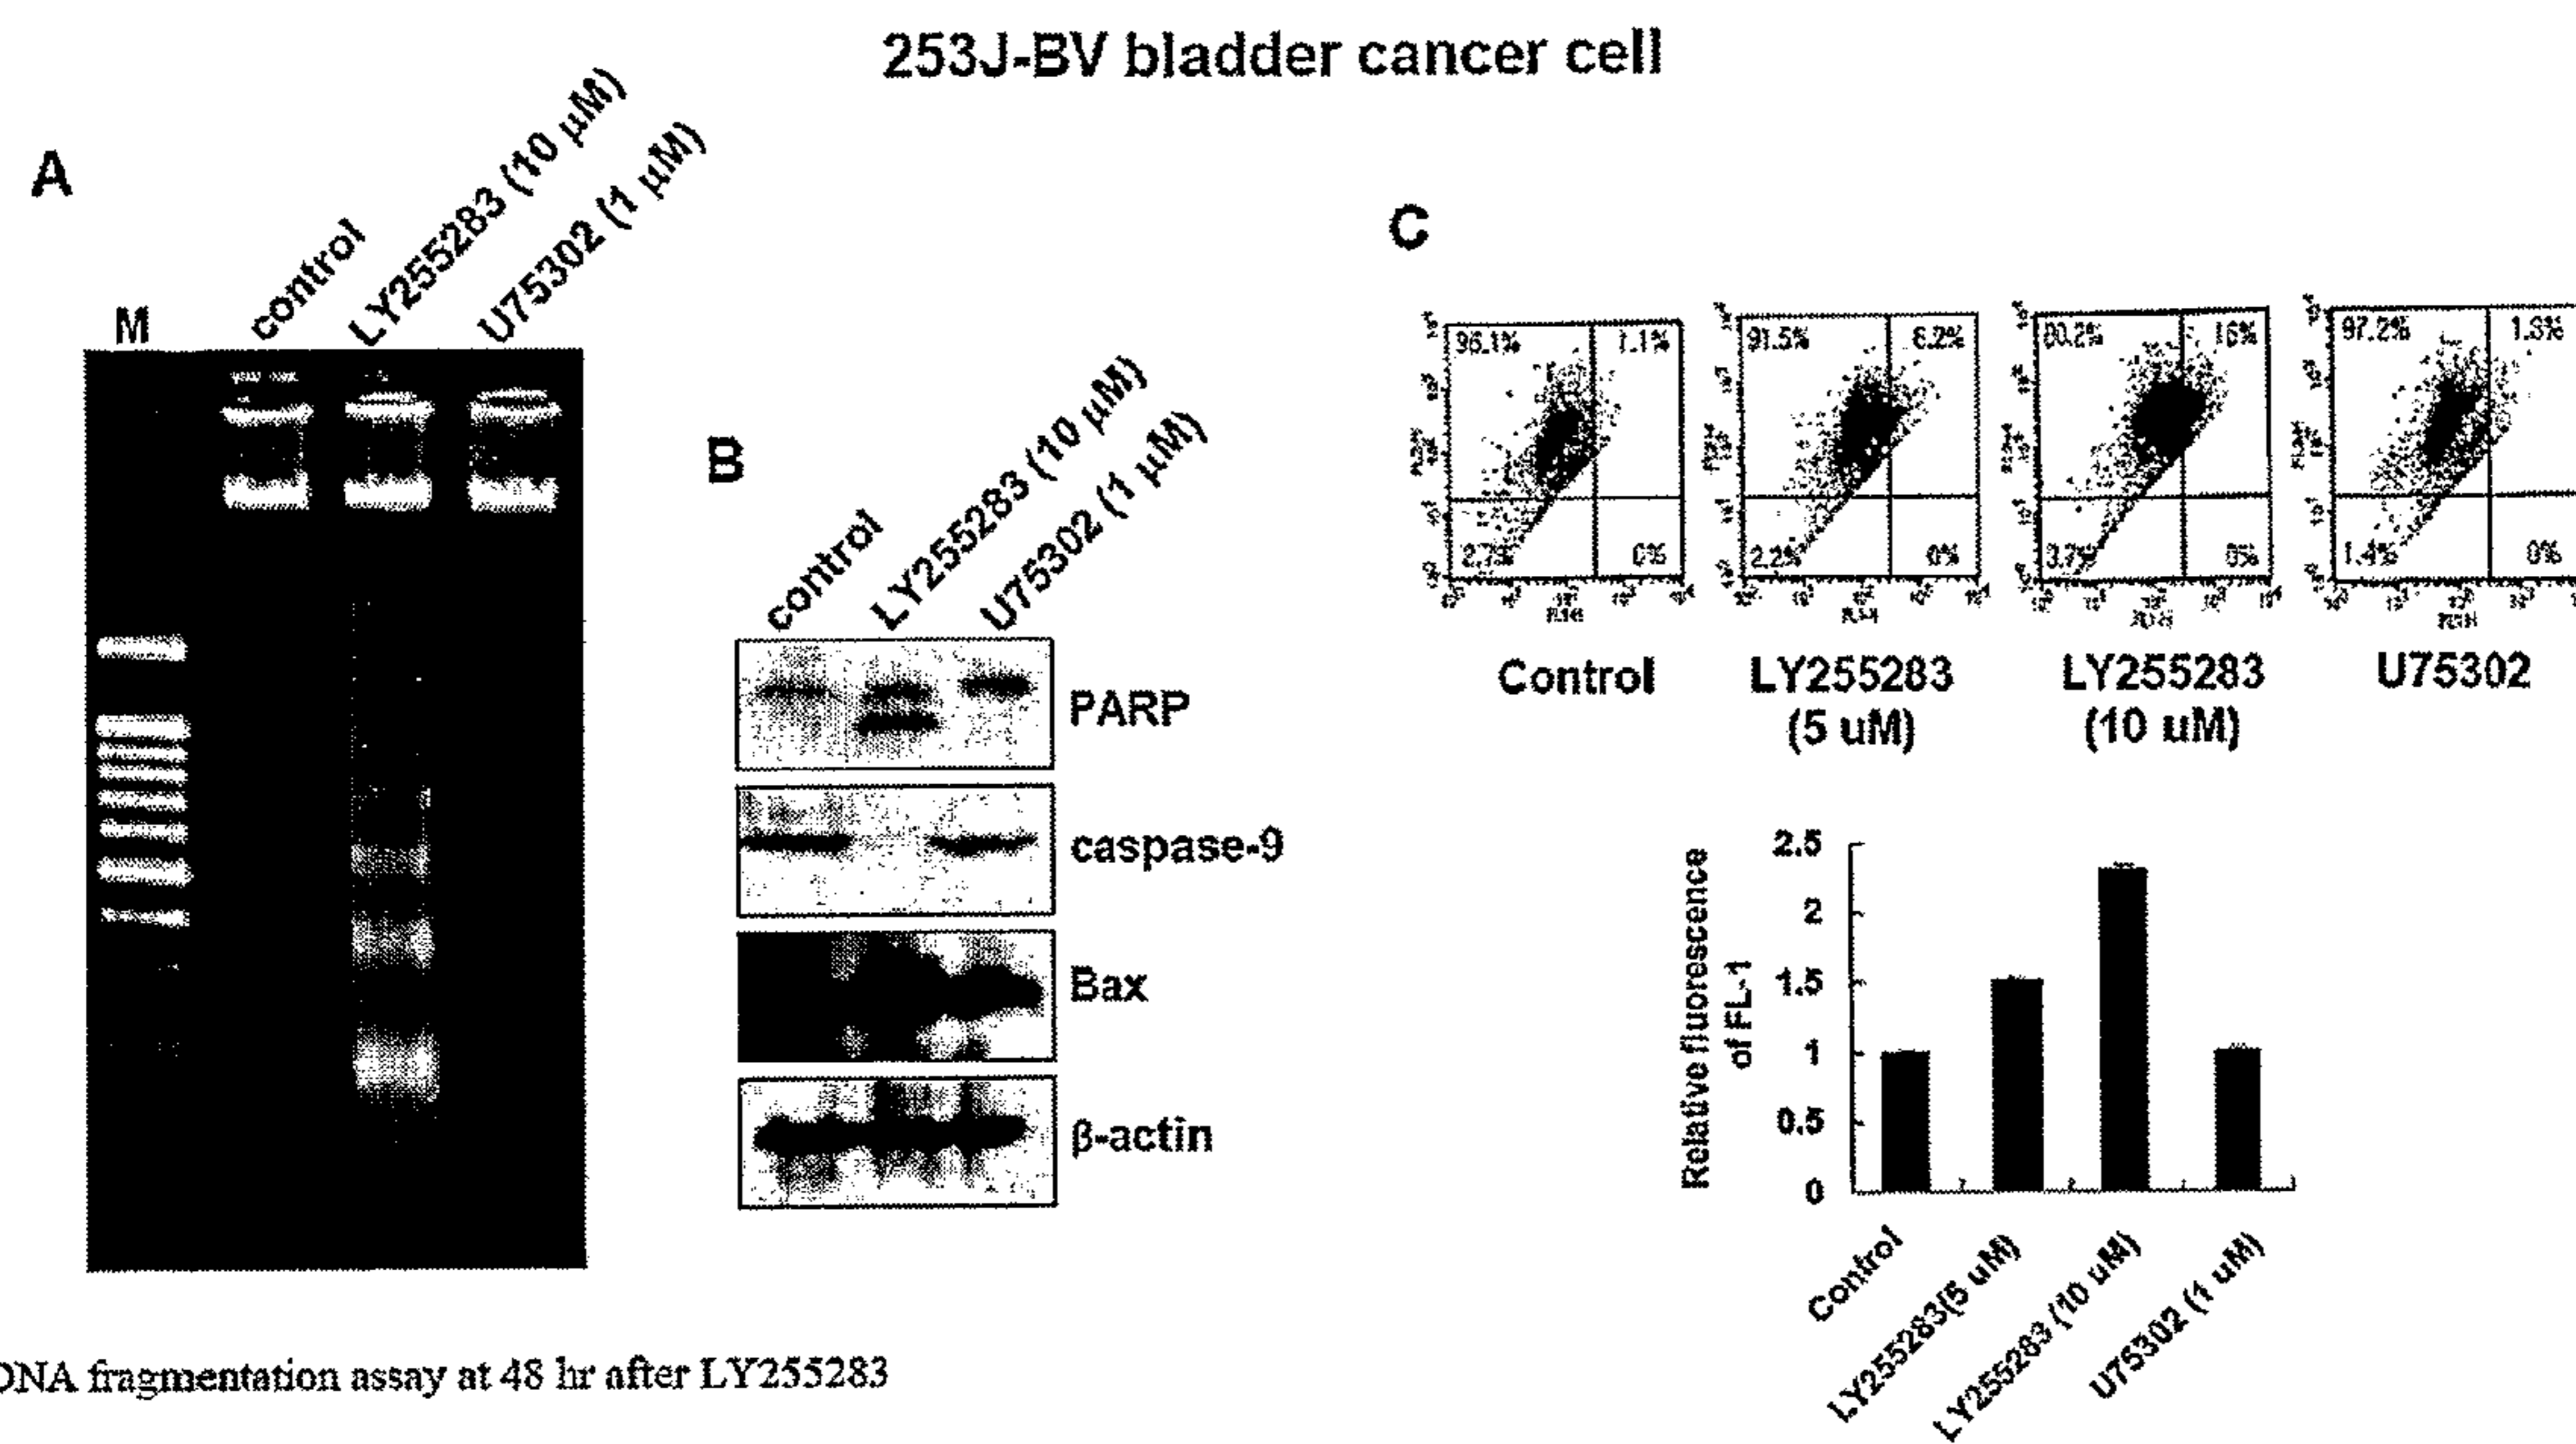 253J-BV bladder cancer cell
A
M
control
LY255283 (10 μM)
U75302 (1 μM)
B
control
LY255283 (10 μM)
U75302 (1 μM)
PARP
caspase-9
Bax
β-actin
C
96.1% 1.1%
2.7% 0%
Control
91.5% 6.2%
2.2% 0%
LY255283
(5 uM)
16%
3.7% 0%
LY255283
(10 uM)
97.2%
1.4% 0%
U75302
Relative fluorescence
of FL-1
2.5
2
1.5
1
0.5
0
Control
LY255283(5 uM)
LY255283 (10 uM)
U75302 (1 uM)
DNA fragmentation assay at 48 hr after LY255283